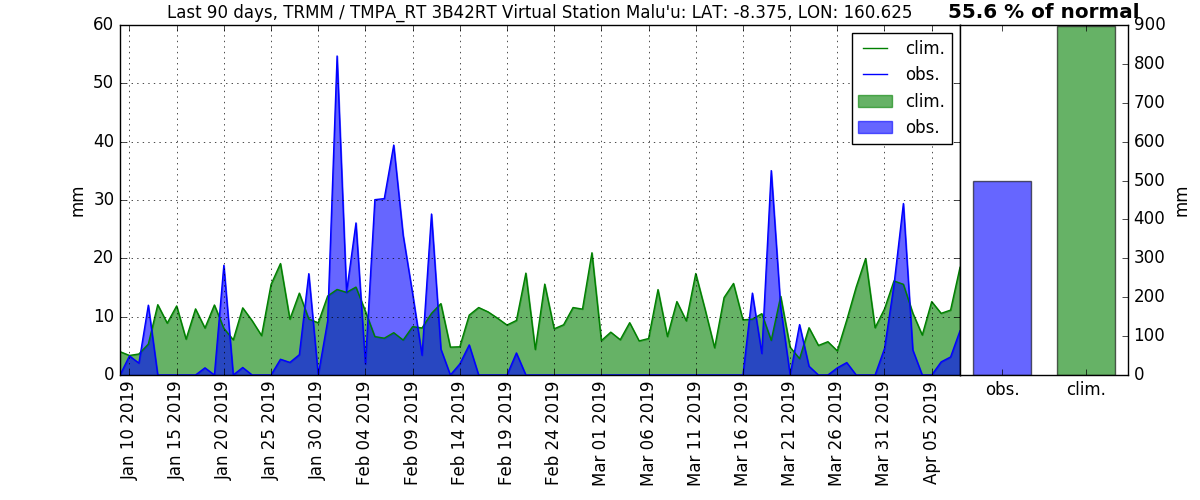 Last 90 days, TRMM / TMPA_RT 3B42RT Virtual Station Malu'u: LAT: -8.375, LON: 160.625
55.6 % of normal
60
50
40
30
20
10
0
mm
clim.
obs.
clim.
obs.
900
800
700
600
500
400
300
200
100
0
mm
Jan 10 2019
Jan 15 2019
Jan 20 2019
Jan 25 2019
Jan 30 2019
Feb 04 2019
Feb 09 2019
Feb 14 2019
Feb 19 2019
Feb 24 2019
Mar 01 2019
Mar 06 2019
Mar 11 2019
Mar 16 2019
Mar 21 2019
Mar 26 2019
Mar 31 2019
Apr 05 2019
obs.
clim.